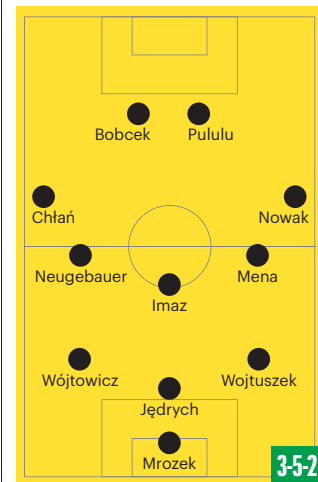 Bobcek Pululu
Chłań Nowak
Neugebauer Mena
Imaz
Wójtowicz Wojtuszek
Jędrych
Mrozek
3-5-2